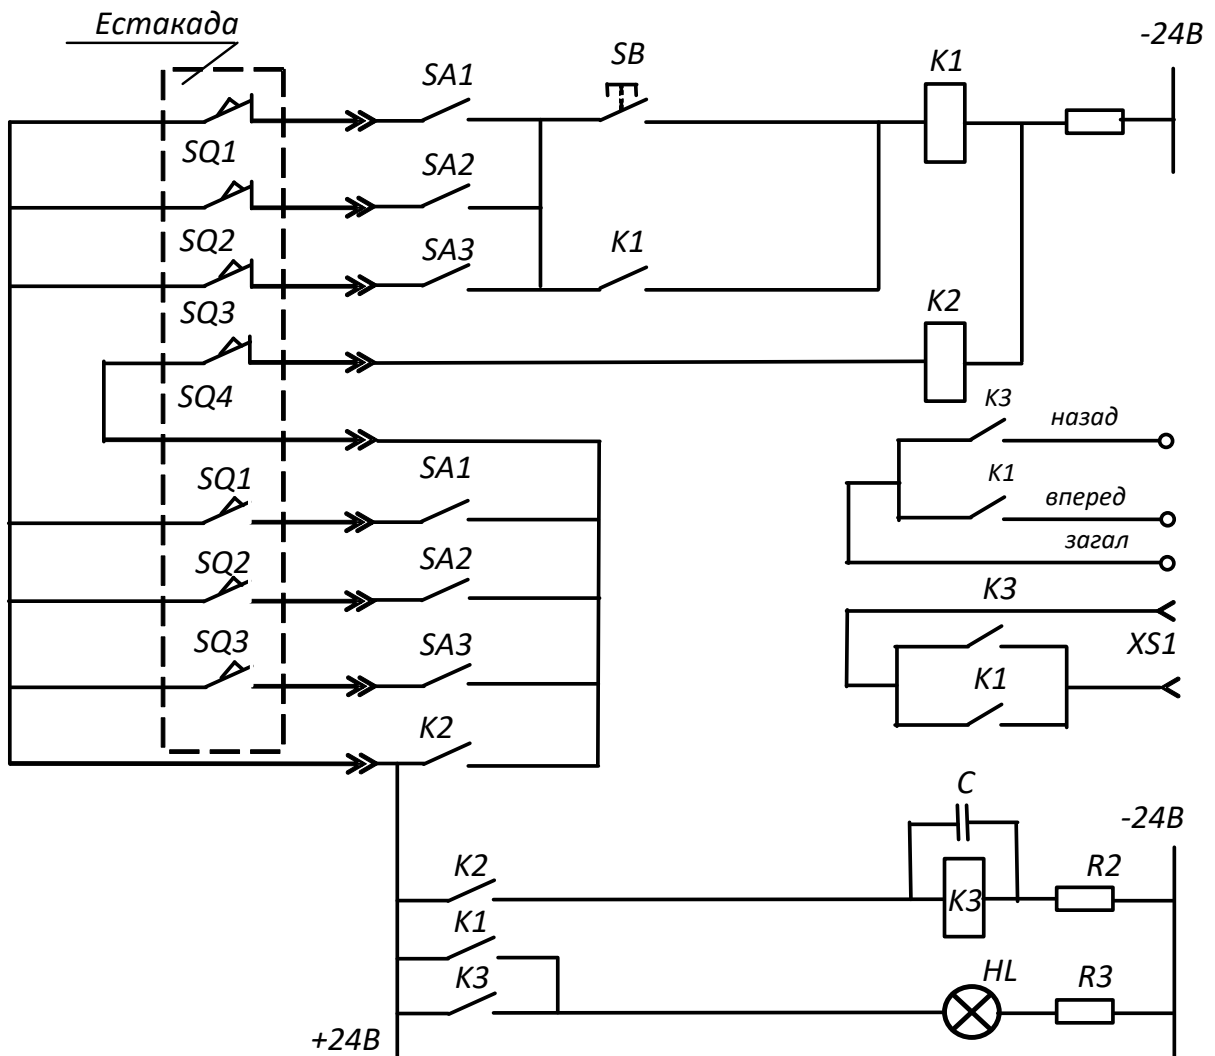 Естакада
-24В
SB
K1
SA1
SQ1
SA2
SQ2
SA3
K1
SQ3
K2
SQ4
K3
назад
SQ1
SA1
K1
вперед
загал
SQ2
SA2
K3
SQ3
SA3
XS1
K1
K2
C
-24В
K2
K3
R2
K1
K3
HL
R3
+24В